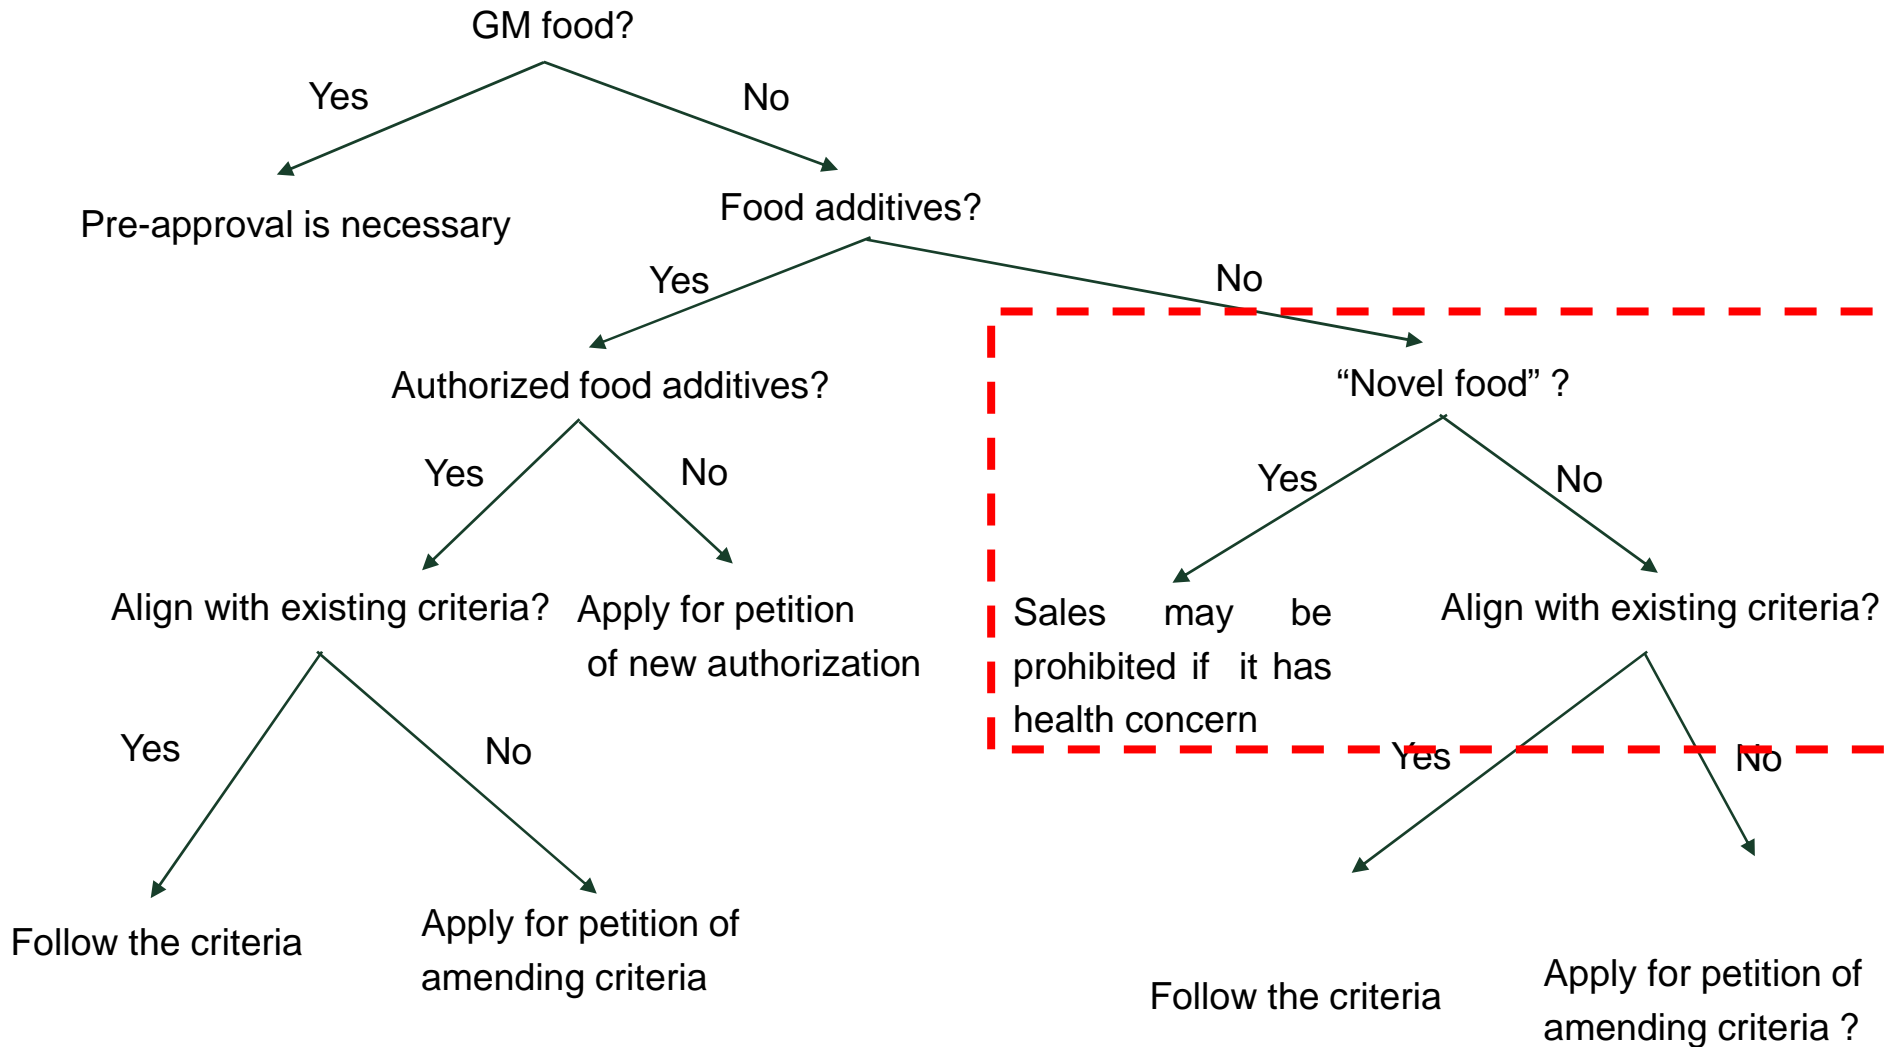 GM food?
Yes
No
Pre-approval is necessary
Food additives?
Yes
No
Authorized food additives?
“Novel food” ?
Yes
No
Yes
No
Align with existing criteria?
Apply for petition
of new authorization
Sales may be
prohibited if it has
health concern
Align with existing criteria?
Yes
No
Yes
No
Follow the criteria
Apply for petition of
amending criteria
Follow the criteria
Apply for petition of
amending criteria ?